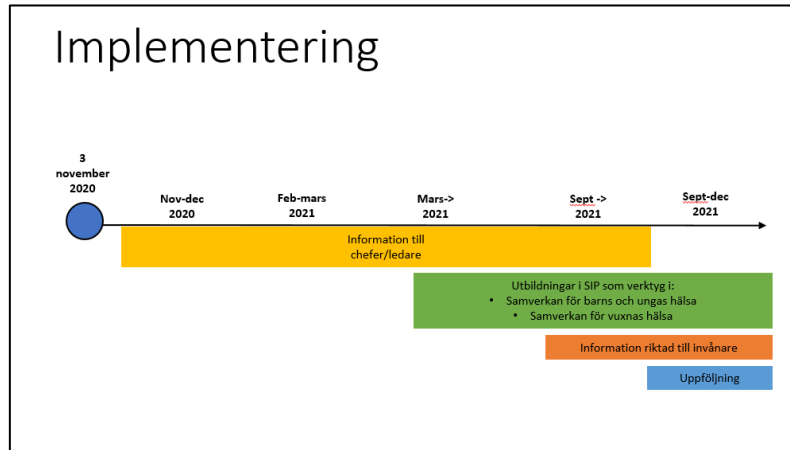 Implementering
3
november
2020
Nov-dec
2020
Feb-mars
2021
Mars->
2021
Sept ->
2021
Sept-dec
2021
Information till
chefer/ledare
Utbildningar i SIP som verktyg i:
• Samverkan för barns och ungas hälsa
• Samverkan för vuxnas hälsa
Information riktad till invånare
Uppföljning